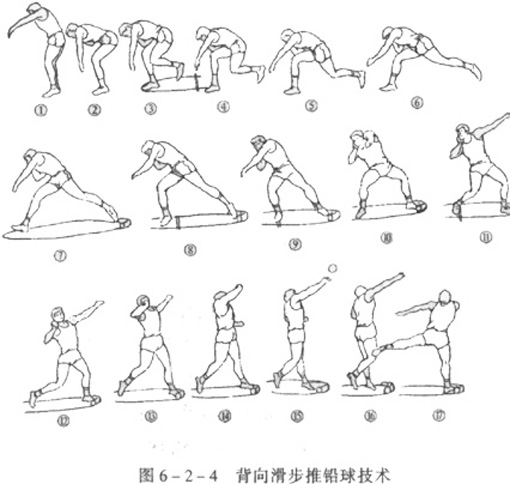 ① ② ③ ④ ⑤ ⑥
⑦ ⑧ ⑨ ⑩ ⑪
⑫ ⑬ ⑭ ⑮ ⑯ ⑰
图6-2-4 背向滑步推铅球技术